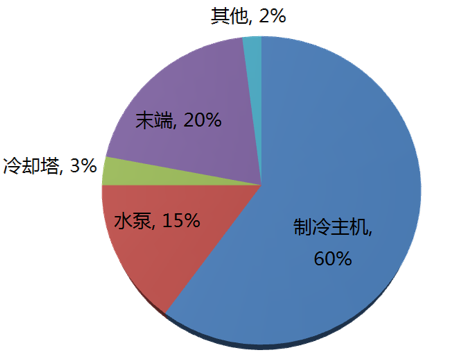 其他, 2%
末端, 20%
冷却塔, 3%
水泵, 15%
制冷主机,
60%